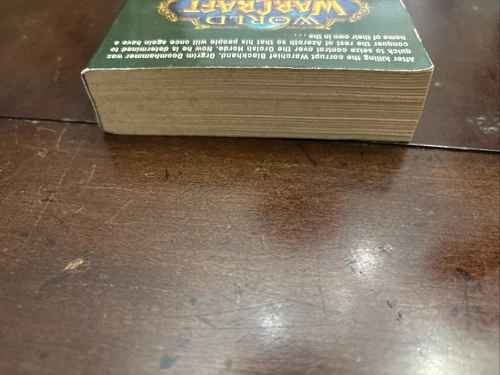 WORLD
OF
WARCRAFT
After killing the corrupt Warchief Blackhand, Orgrim Doomhammer was
quick to seize control over the Orcish Horde. Now he is determined to
conquer the rest of Azeroth so that his people will once again have a
home of their own in the
....